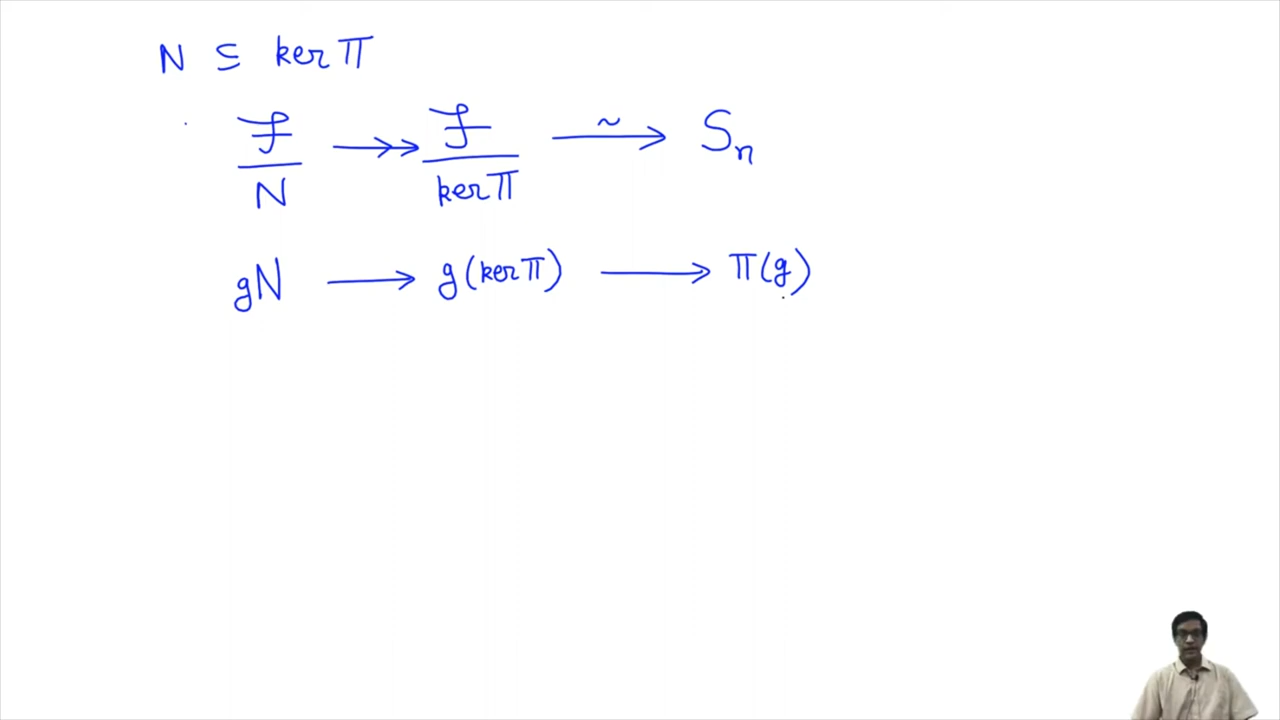 N ⊆ ker π
𝓕/N ↠ 𝓕/ker π ⥲ Sₙ
gN ⟶ g(ker π) ⟶ π(g)